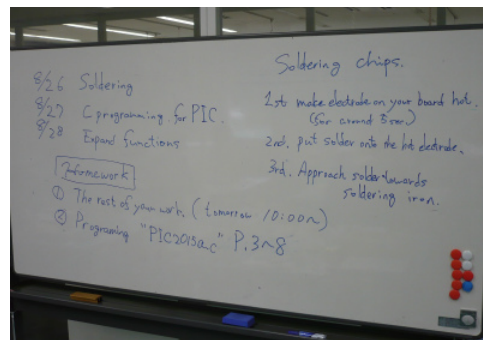 8/26 Soldering
8/27 C programming for PIC.
8/28 Expand functions
Homework
① The rest of your work. (tomorrow 10:00~)
② Programing "PIC2015a.c" P.3~8
Soldering chips.
1st make electrode on your board hot.
(for around 5 sec)
2nd. put solder onto the hot electrode.
3rd. Approach solder towards
soldering iron.